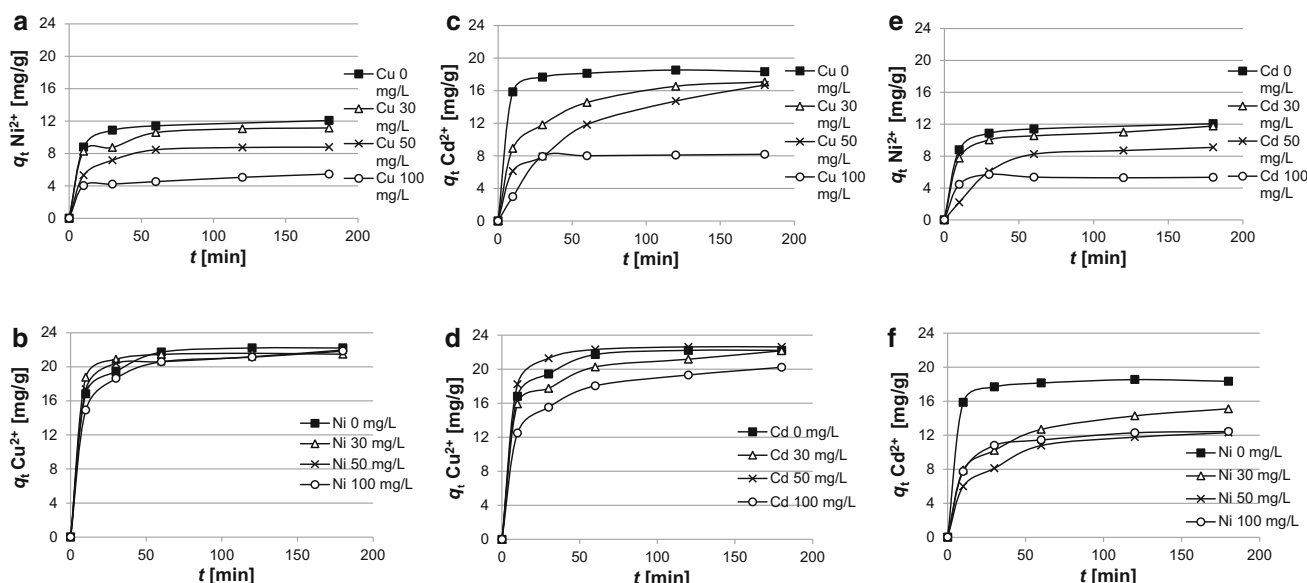 a
24
20
16
12
8
4
0
qt Ni2+ [mg/g]
0 50 100 150 200
t [min]
Cu 0
mg/L
Cu 30
mg/L
Cu 50
mg/L
Cu 100
mg/L
c
24
20
16
12
8
4
0
qt Cd2+ [mg/g]
0 50 100 150 200
t [min]
Cu 0
mg/L
Cu 30
mg/L
Cu 50
mg/L
Cu 100
mg/L
e
24
20
16
12
8
4
0
qt Ni2+ [mg/g]
0 50 100 150 200
t [min]
Cd 0
mg/L
Cd 30
mg/L
Cd 50
mg/L
Cd 100
mg/L
b
24
20
16
12
8
4
0
qt Cu2+ [mg/g]
0 50 100 150 200
t [min]
Ni 0 mg/L
Ni 30 mg/L
Ni 50 mg/L
Ni 100 mg/L
d
24
20
16
12
8
4
0
qt Cu2+ [mg/g]
0 50 100 150 200
t [min]
Cd 0 mg/L
Cd 30 mg/L
Cd 50 mg/L
Cd 100 mg/L
f
24
20
16
12
8
4
0
qt Cd2+ [mg/g]
0 50 100 150 200
t [min]
Ni 0 mg/L
Ni 30 mg/L
Ni 50 mg/L
Ni 100 mg/L